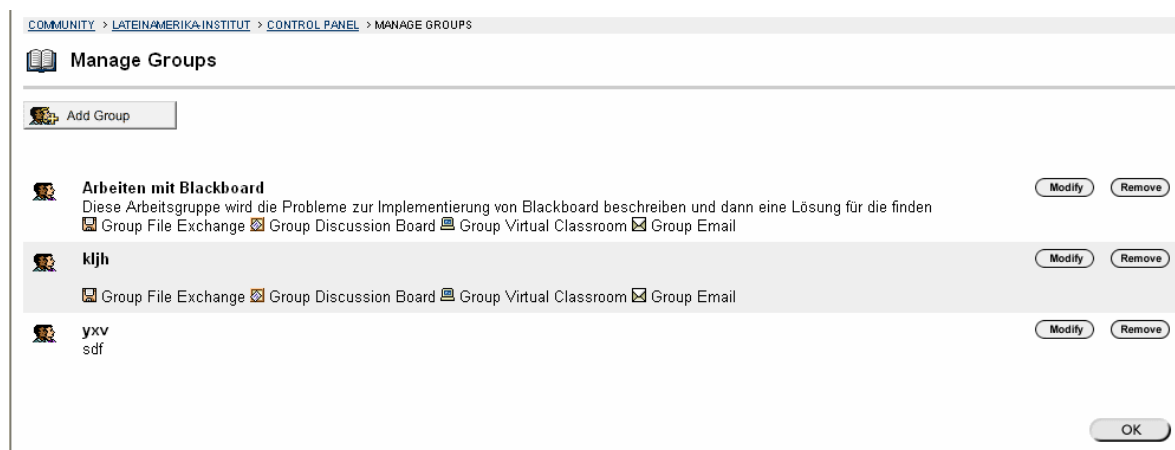 COMMUNITY > LATEINAMERIKA-INSTITUT > CONTROL PANEL > MANAGE GROUPS
Manage Groups
Add Group
Arbeiten mit Blackboard Modify Remove
Diese Arbeitsgruppe wird die Probleme zur Implementierung von Blackboard beschreiben und dann eine Lösung für die finden
Group File Exchange Group Discussion Board Group Virtual Classroom Group Email
kljh Modify Remove
Group File Exchange Group Discussion Board Group Virtual Classroom Group Email
yxv Modify Remove
sdf
OK